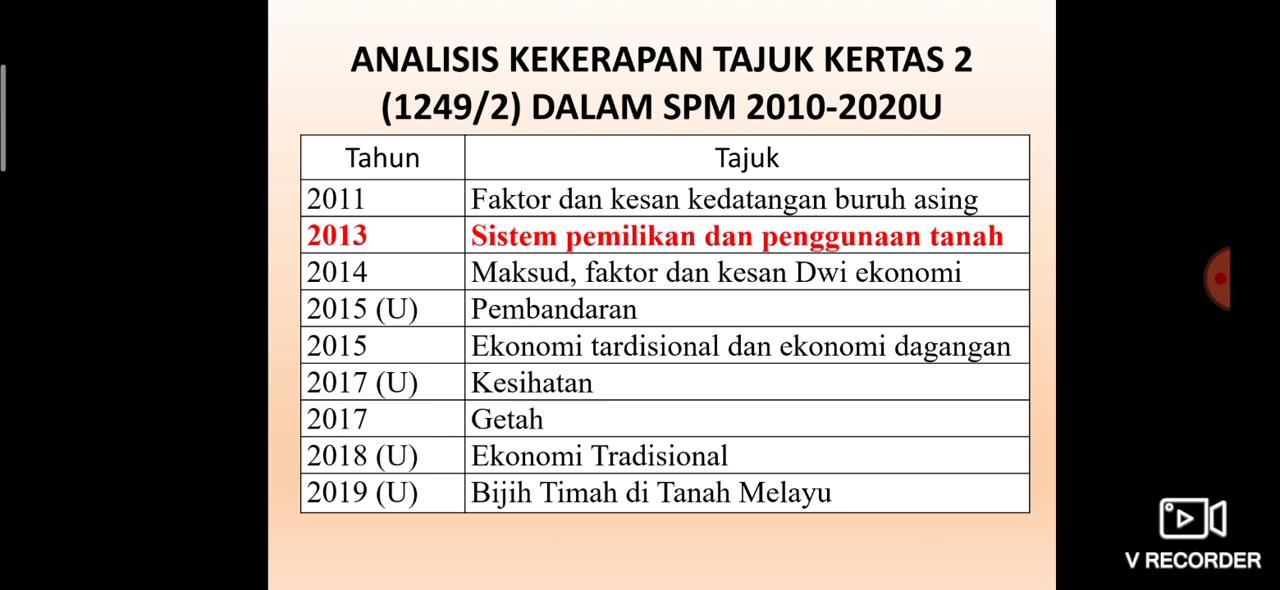 ANALISIS KEKERAPAN TAJUK KERTAS 2
(1249/2) DALAM SPM 2010-2020U
Tahun Tajuk
2011 Faktor dan kesan kedatangan buruh asing
2013 Sistem pemilikan dan penggunaan tanah
2014 Maksud, faktor dan kesan Dwi ekonomi
2015 (U) Pembandaran
2015 Ekonomi tardisional dan ekonomi dagangan
2017 (U) Kesihatan
2017 Getah
2018 (U) Ekonomi Tradisional
2019 (U) Bijih Timah di Tanah Melayu
V RECORDER